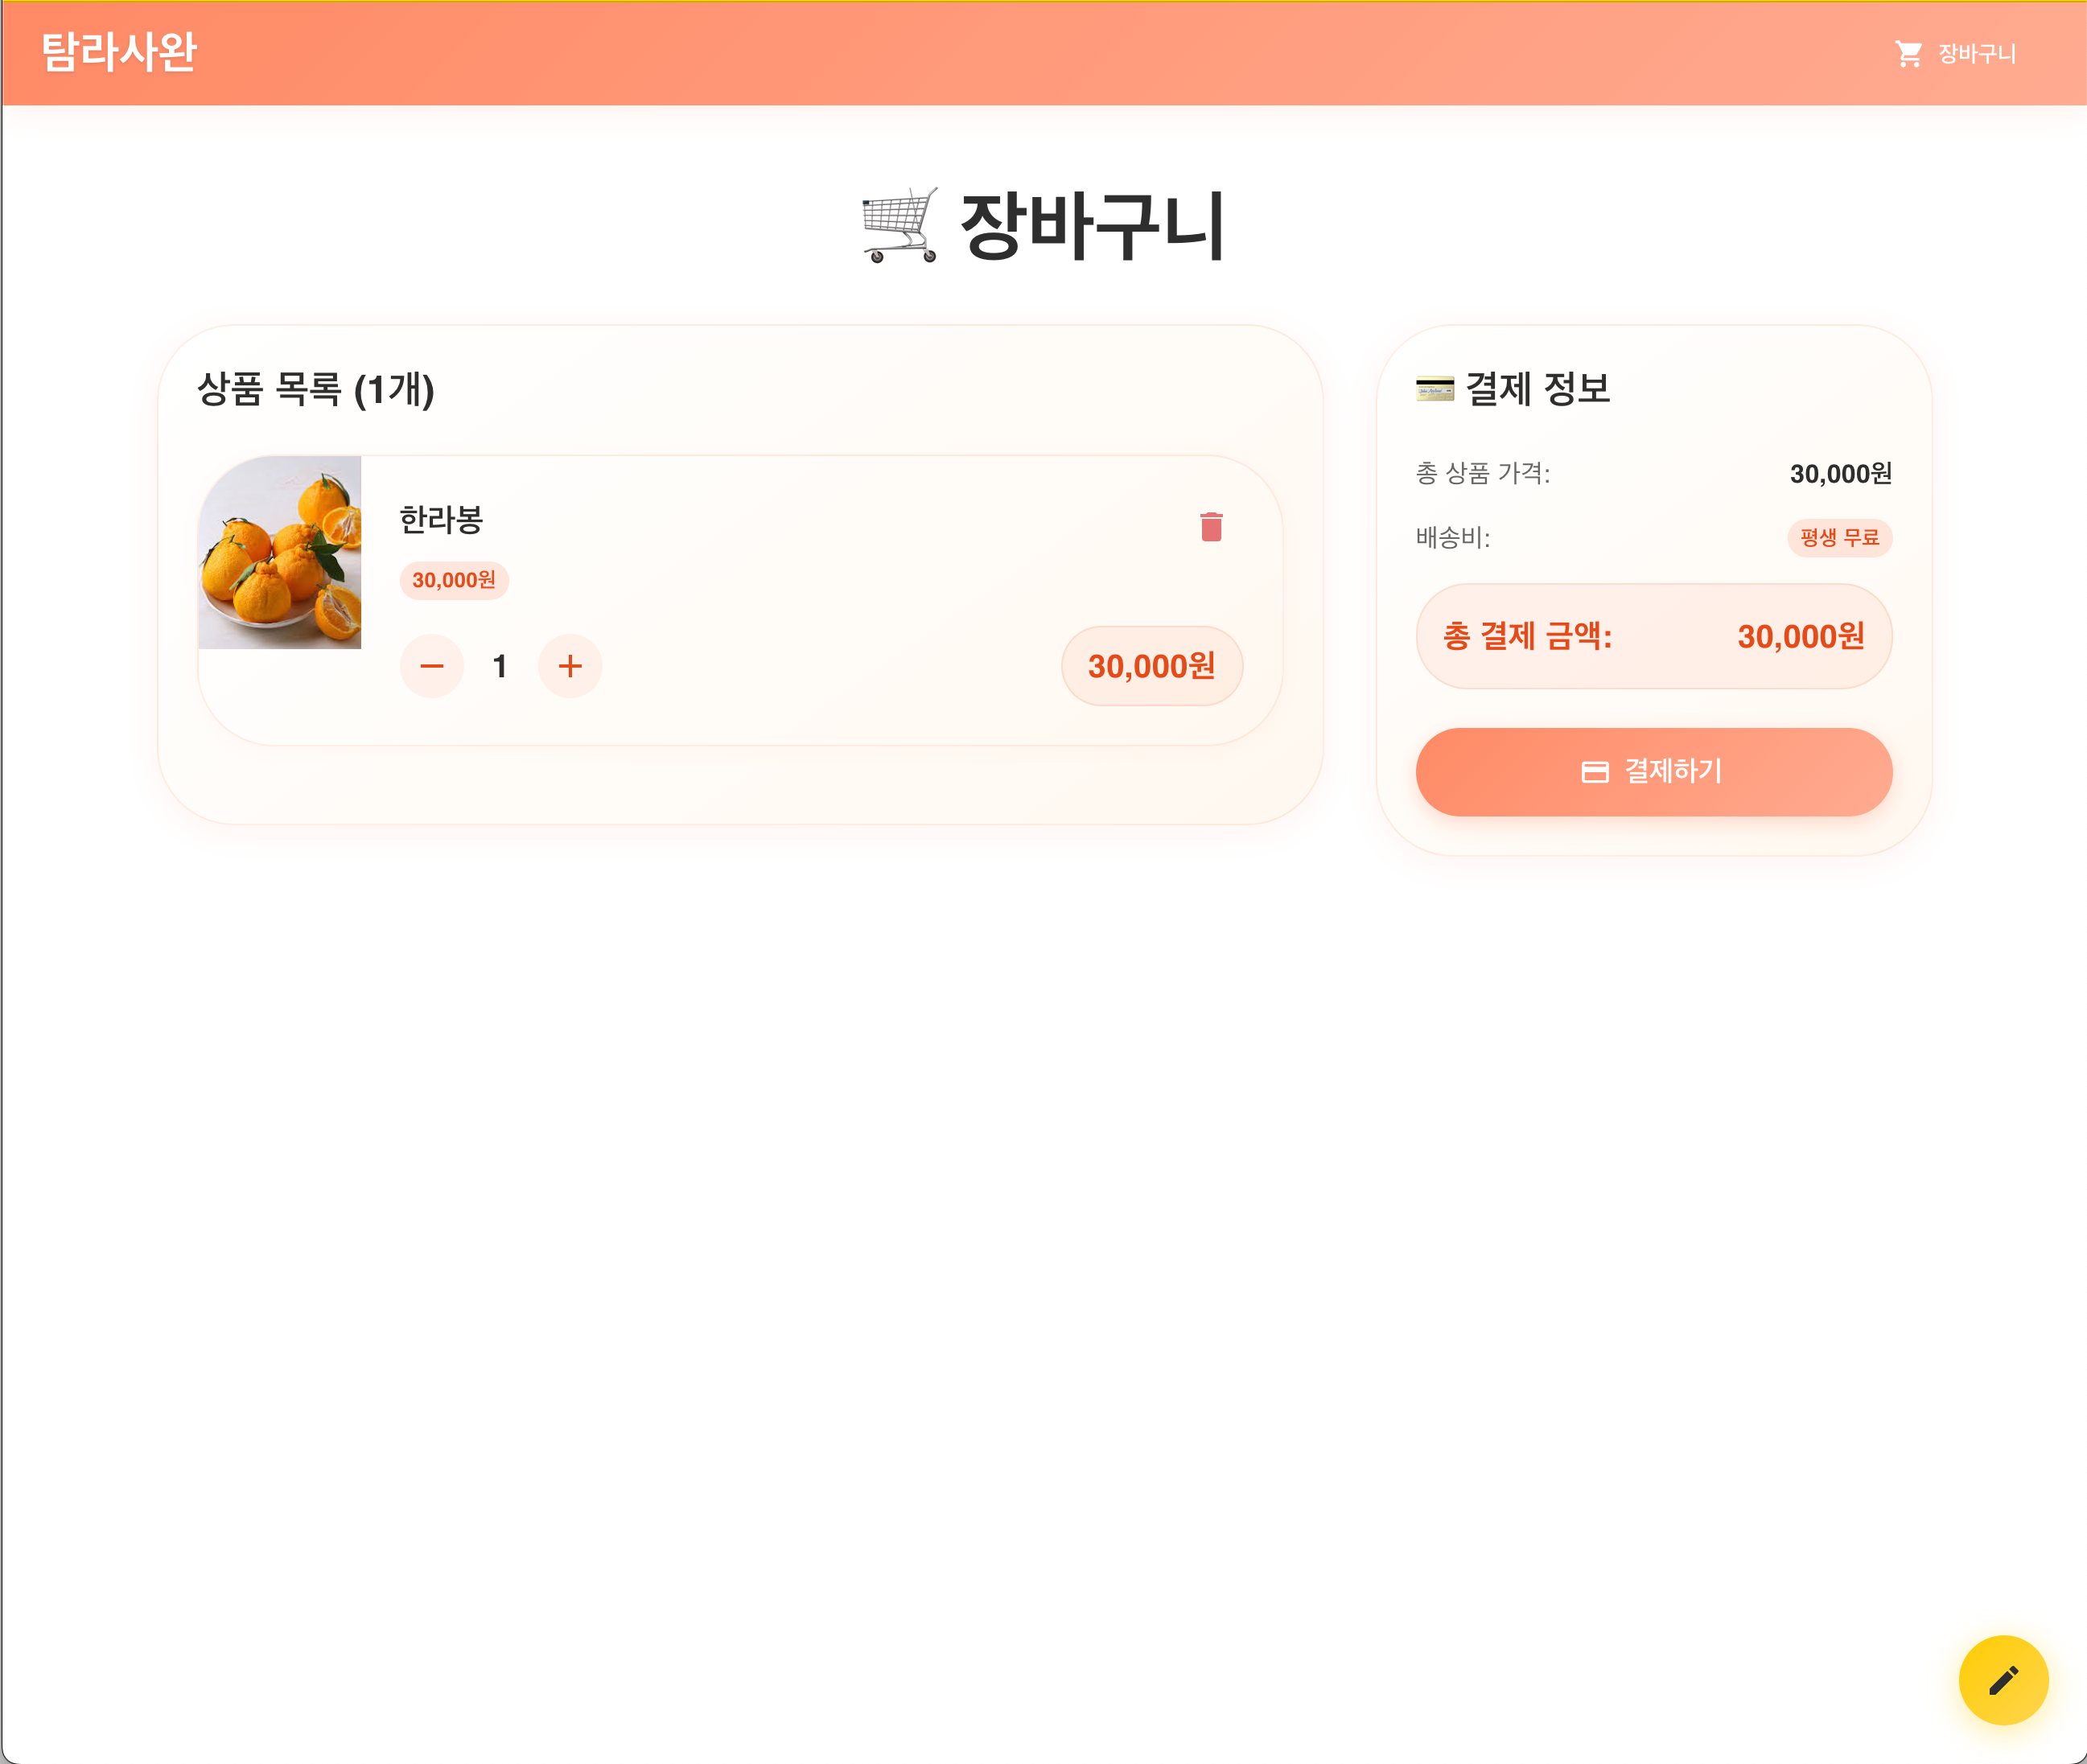 탐라사완
장바구니
장바구니
상품 목록 (1개)
한라봉
30,000원
1
30,000원
결제 정보
총 상품 가격: 30,000원
배송비: 평생 무료
총 결제 금액: 30,000원
결제하기